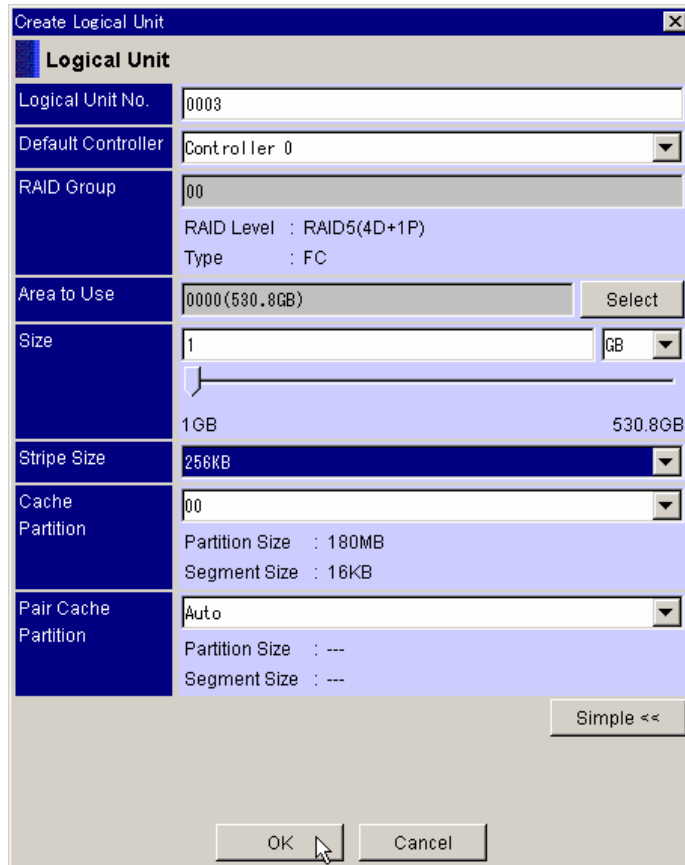 Create Logical Unit
Logical Unit
Logical Unit No.
0003
Default Controller
Controller 0
RAID Group
00
RAID Level : RAID5(4D+1P)
Type : FC
Area to Use
0000(530.8GB)
Select
Size
1
GB
1GB
530.8GB
Stripe Size
256KB
Cache
Partition
00
Partition Size : 180MB
Segment Size : 16KB
Pair Cache
Partition
Auto
Partition Size : ---
Segment Size : ---
Simple <<
OK
Cancel